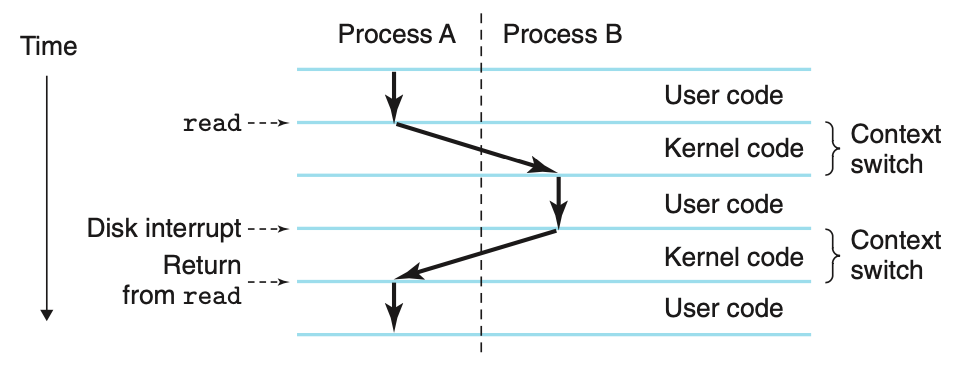 Process A
Process B
Time
User code
read
Kernel code
Context
switch
User code
Disk interrupt
Kernel code
Context
switch
Return
from read
User code